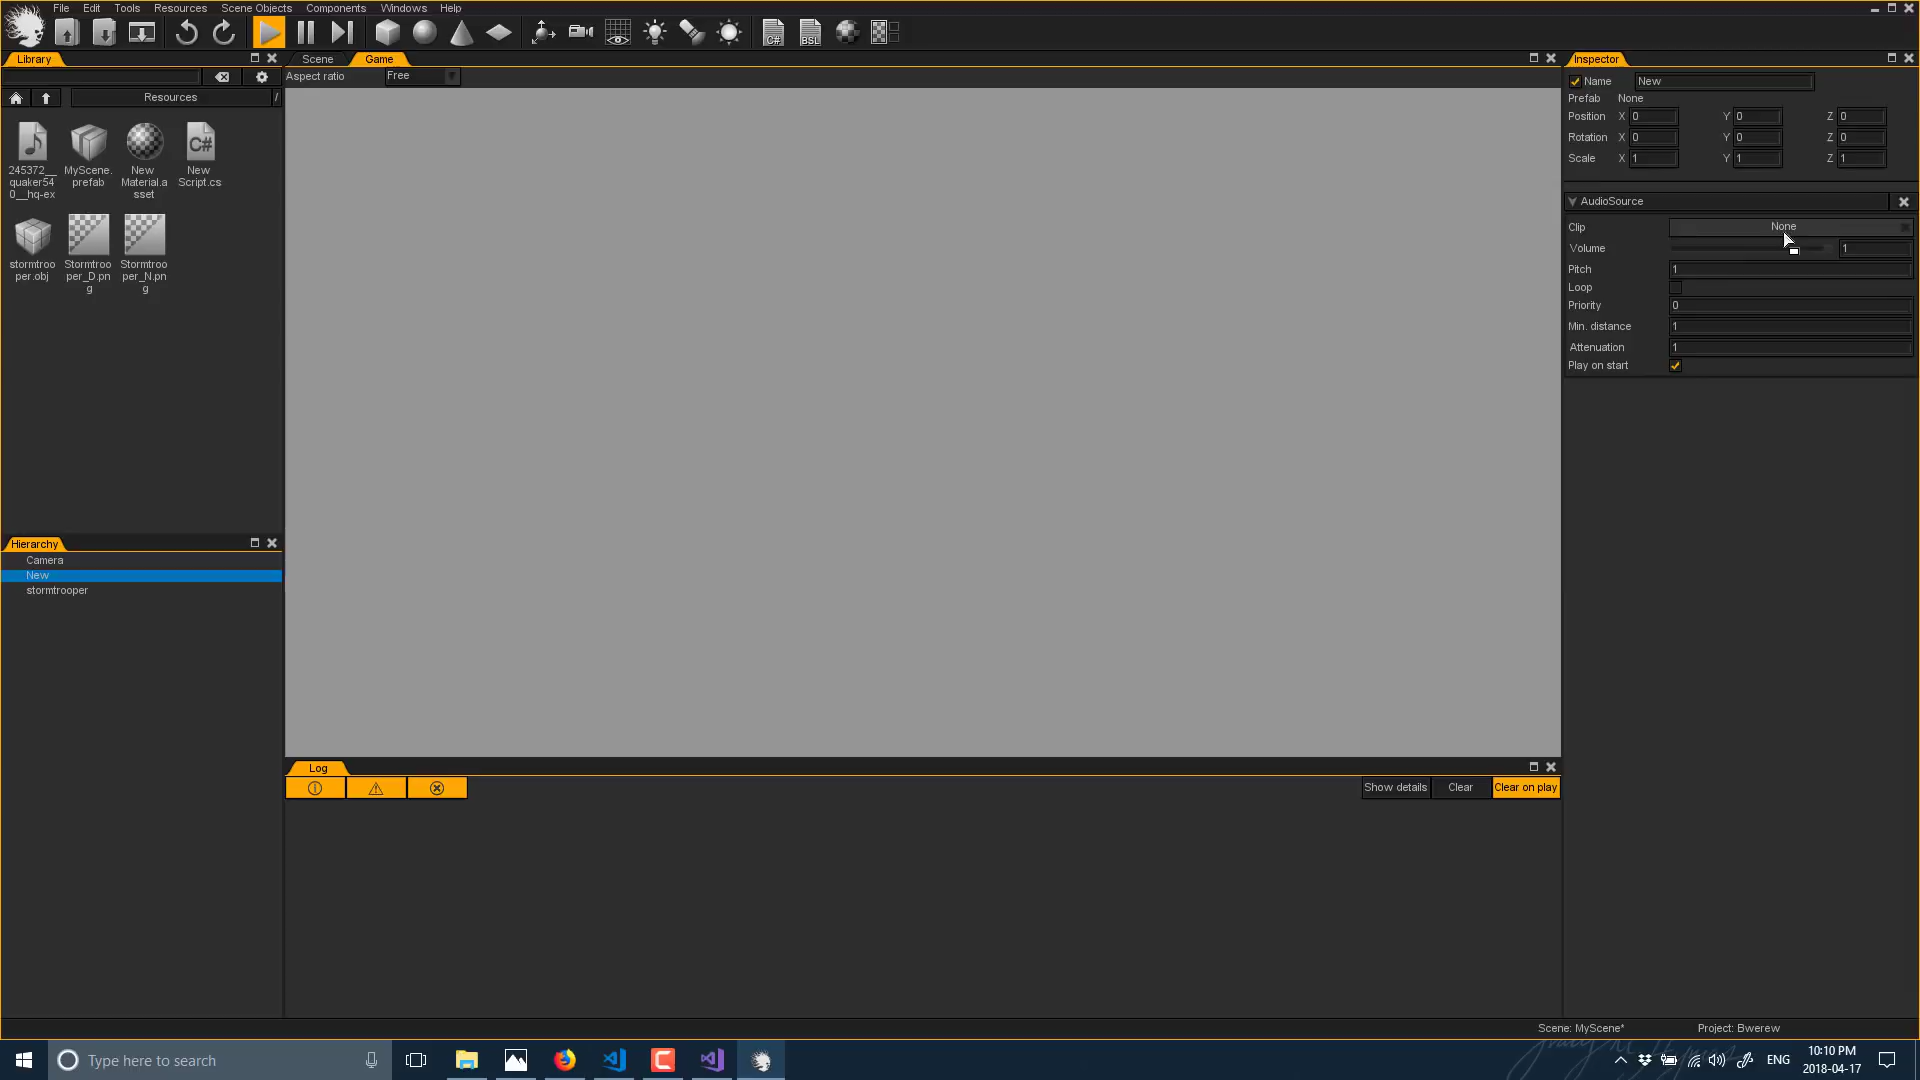 File Edit Tools Resources Scene Objects Components Windows Help
C# BSL
Library
Scene
Game
Inspector
Aspect ratio
Free
Resources
/
Name New
Prefab None
Position X 0 Y 0 Z 0
Rotation X 0 Y 0 Z 0
Scale X 1 Y 1 Z 1
AudioSource
Clip None
Volume 1
Pitch 1
Loop
Priority 0
Min. distance 1
Attenuation 1
Play on start
C#
245372__
quaker54
0__hq-ex
MyScene.
prefab
New
Material.a
sset
New
Script.cs
stormtroo
per.obj
Stormtroo
per_D.pn
g
Stormtroo
per_N.pn
g
Hierarchy
Camera
New
stormtrooper
Log
Show details
Clear
Clear on play
Scene: MyScene*
Project: Bwerew
Type here to search
ENG
10:10 PM
2018-04-17